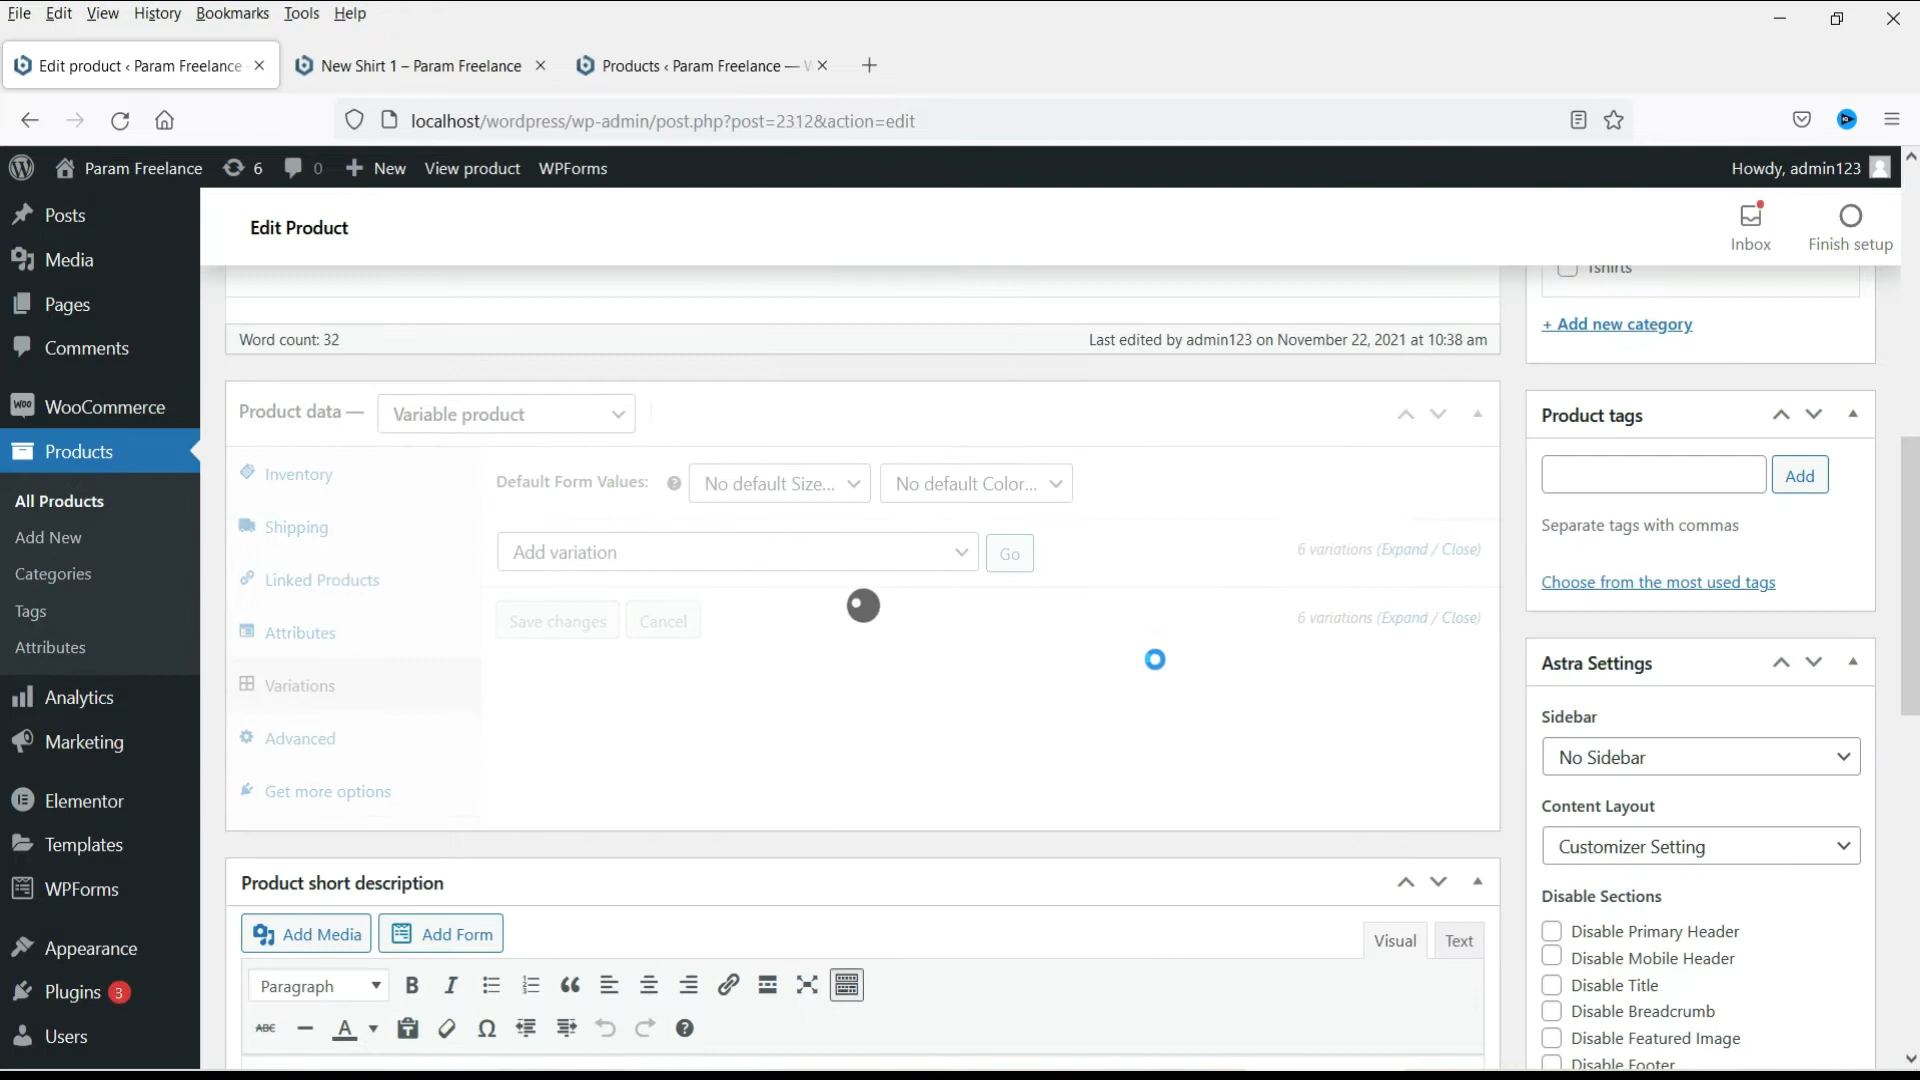 File Edit View History Bookmarks Tools Help
Edit product ‹ Param Freelance
New Shirt 1 – Param Freelance
Products ‹ Param Freelance —
localhost/wordpress/wp-admin/post.php?post=2312&action=edit
Param Freelance 6 0 New View product WPForms
Howdy, admin123
Posts
Media
Pages
Comments
WooCommerce
Products
All Products
Add New
Categories
Tags
Attributes
Analytics
Marketing
Elementor
Templates
WPForms
Appearance
Plugins 3
Users
Edit Product
Inbox
Finish setup
Word count: 32
Last edited by admin123 on November 22, 2021 at 10:38 am
Product data —
Variable product
Inventory
Shipping
Linked Products
Attributes
Variations
Advanced
Get more options
Default Form Values:
No default Size...
No default Color...
Add variation
Go
6 variations (Expand / Close)
Save changes
Cancel
6 variations (Expand / Close)
Product short description
Add Media
Add Form
Visual
Text
Paragraph
Tshirts
+ Add new category
Product tags
Add
Separate tags with commas
Choose from the most used tags
Astra Settings
Sidebar
No Sidebar
Content Layout
Customizer Setting
Disable Sections
Disable Primary Header
Disable Mobile Header
Disable Title
Disable Breadcrumb
Disable Featured Image
Disable Footer